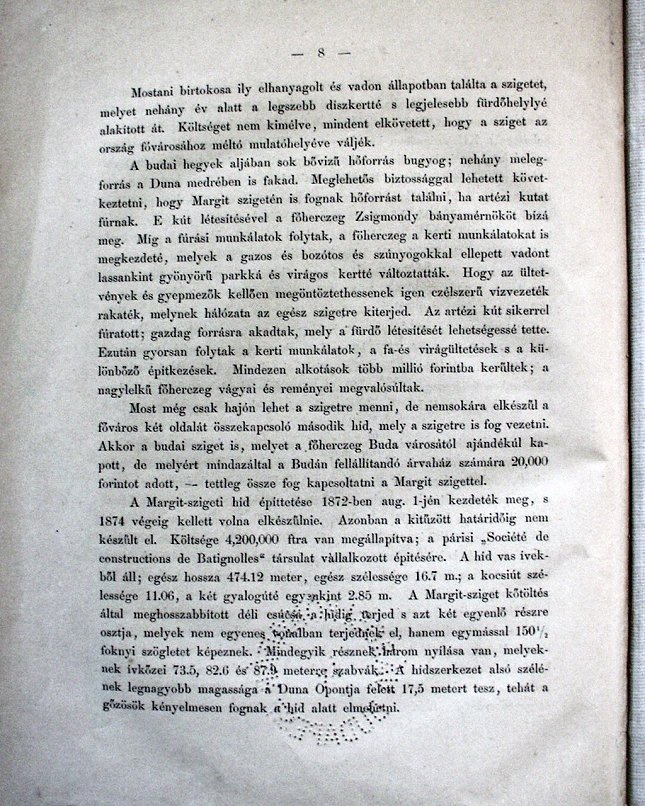 — 8 —
Mostani birtokosa ily elhanyagolt és vadon állapotban találta a szigetet,
melyet nehány év alatt a legszebb diszkertté s legjelesebb fürdőhelylyé
alakított át. Költséget nem kimélve, mindent elkövetett, hogy a sziget az
ország fővárosához méltó mulatóhelyéve váljék.
A budai hegyek aljában sok bővizű hőforrás bugyog; nehány meleg-
forrás a Duna medrében is fakad. Meglehetős biztossággal lehetett követ-
keztetni, hogy Margit szigetén is fognak hőforrást találni, ha artézi kutat
fúrnak. E kút létesítésével a főherczeg Zsigmondy bányamérnököt bízá
meg. Míg a fúrási munkálatok folytak, a főherczeg a kerti munkálatokat is
megkezdeté, melyek a gazos és bozótos és szúnyogokkal ellepett vadont
lassankint gyönyörű parkká és virágos kertté változtatták. Hogy az ültet-
vények és gyepmezők kellően megöntöztethessenek igen czélszerű vizvezeték
rakaték, melynek hálózata az egész szigetre kiterjed. Az artézi kút sikerrel
fúratott; gazdag forrásra akadtak, mely a fürdő létesítését lehetségessé tette.
Ezután gyorsan folytak a kerti munkálatok, a fa-és virágültetések s a kü-
lönböző épitkezések. Mindezen alkotások több millió forintba kerültek; a
nagylelkű főherczeg vágyai és reményei megvalósúltak.
Most még csak hajón lehet a szigetre menni, de nemsokára elkészül a
főváros két oldalát összekapcsoló második híd, mely a szigetre is fog vezetni.
Akkor a budai sziget is, melyet a főherczeg Buda városától ajándékúl ka-
pott, de melyért mindazáltal a Budán fellállítandó árvaház számára 20,000
forintot adott, — tettleg össze fog kapcsoltatni a Margit szigettel.
A Margit-szigeti híd építtetése 1872-ben aug. 1-jén kezdeték meg, s
1874 végeig kellett volna elkészülnie. Azonban a kitűzött határidőig nem
készült el. Költsége 4,200,000 ftra van megállapítva; a párisi „Société de
constructions de Batignolles“ társulat vàllalkozott épitésére. A híd vas ívek-
ből áll; egész hossza 474.12 meter, egész szélessége 16.7 m.; a kocsiút szé-
lessége 11.06, a két gyalogúté egyenkint 2.85 m. A Margit-sziget kőtöltés
által meghosszabbított déli csúcsa a hidig terjed s azt két egyenlő részre
osztja, melyek nem egyenes vonalban terjednek el, hanem egymással 150½
foknyi szögletet képeznek. Mindegyik résznek három nyílása van, melyek-
nek ívközei 73.5, 82.6 és 87.9 meterre szabvák. A hídszerkezet alsó szélé-
nek legnagyobb magassága a Duna Opontja felett 17,5 metert tesz, tehát a
gőzösök kényelmesen fognak a híd alatt elmehetni.